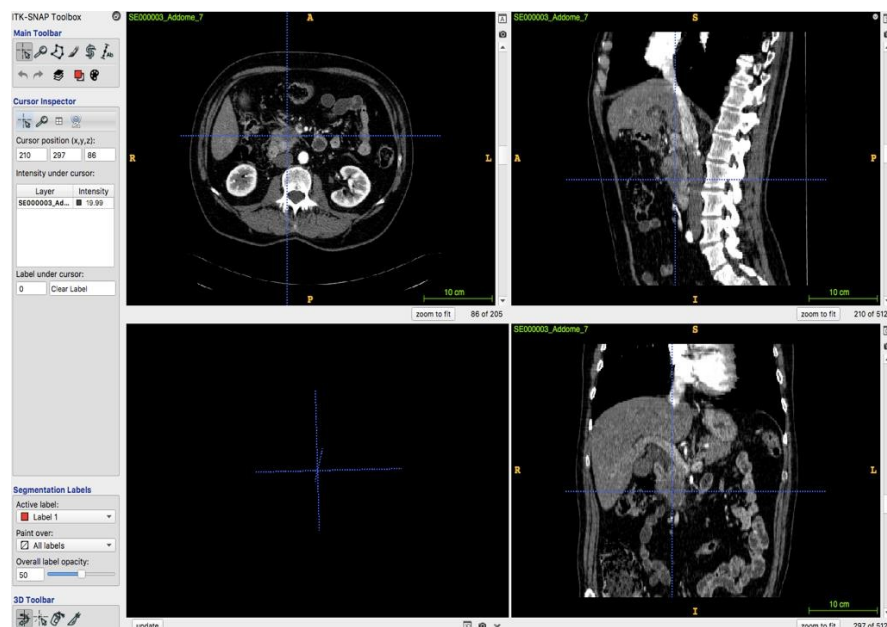 ITK-SNAP Toolbox
Main Toolbar
Cursor Inspector
Cursor position (x,y,z):
210 297 86
Intensity under cursor:
Layer Intensity
SE000003_Ad... 19.99
Label under cursor:
0 Clear Label
Segmentation Labels
Active label:
Label 1
Paint over:
All labels
Overall label opacity:
50
3D Toolbar
SE000003_Addome_7
A
R
L
P
10 cm
zoom to fit 86 of 205
SE000003_Addome_7
S
A
P
I
10 cm
zoom to fit 210 of 512
update
SE000003_Addome_7
S
R
L
I
10 cm
zoom to fit 297 of 512